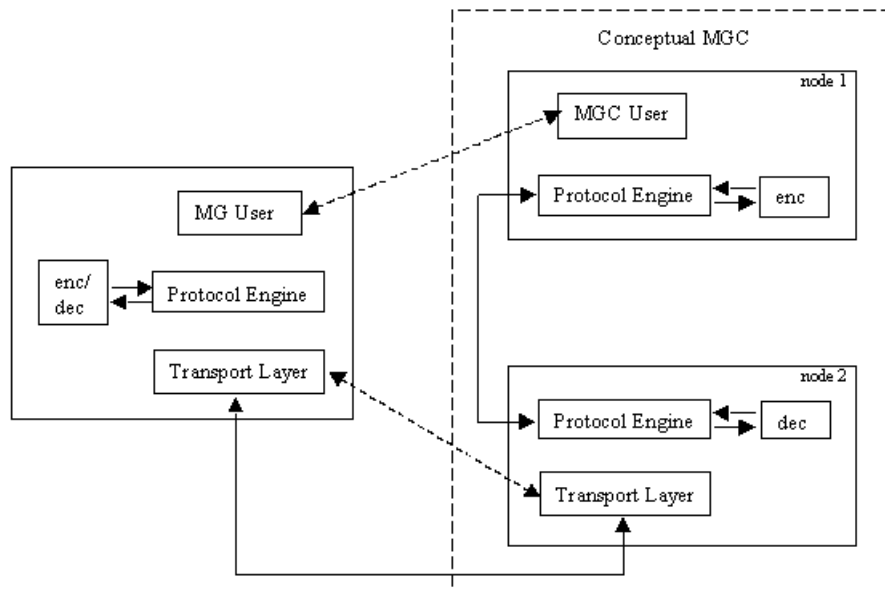 Conceptual MGC
node 1
MGC User
Protocol Engine
enc
MG User
enc/
dec
Protocol Engine
Transport Layer
node 2
Protocol Engine
dec
Transport Layer